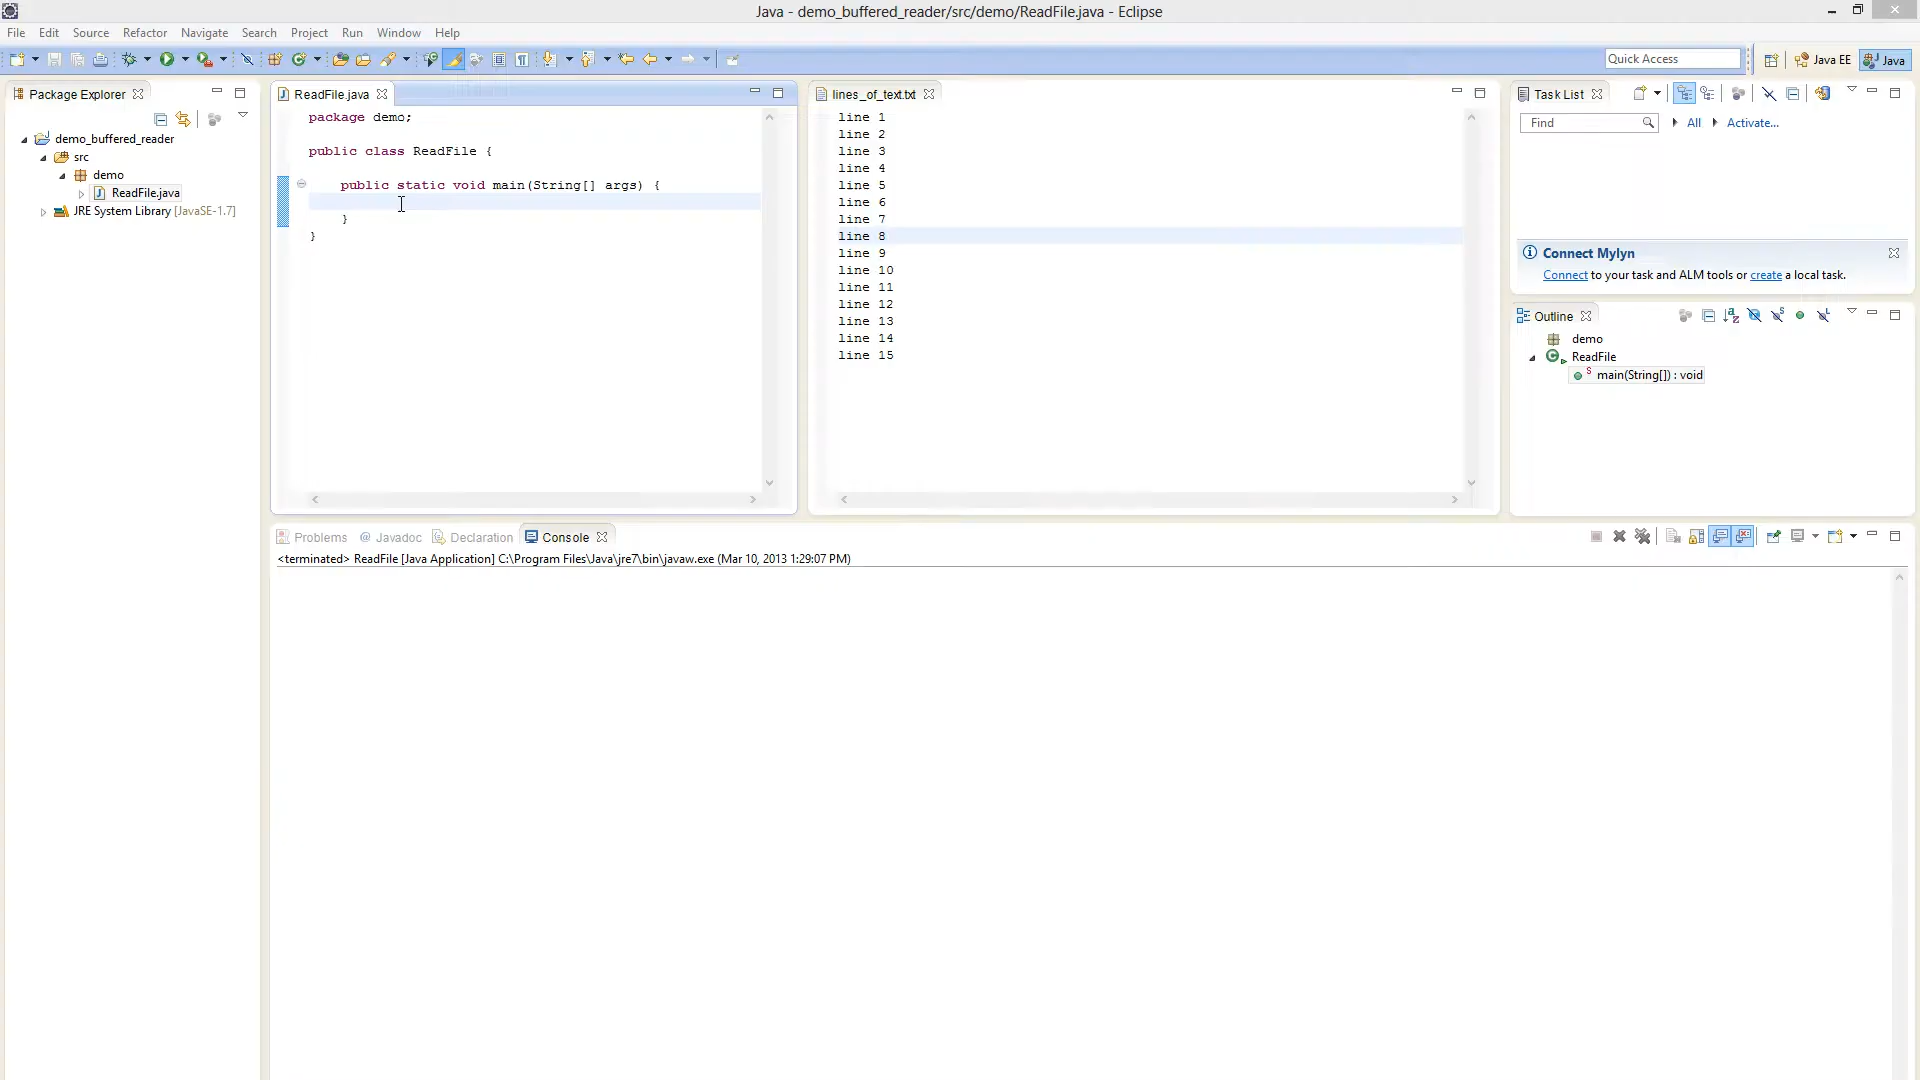 Java - demo_buffered_reader/src/demo/ReadFile.java - Eclipse
File Edit Source Refactor Navigate Search Project Run Window Help
Quick Access
Java EE
Java
Package Explorer
demo_buffered_reader
src
demo
ReadFile.java
JRE System Library [JavaSE-1.7]
ReadFile.java
package demo;
public class ReadFile {
public static void main(String[] args) {
}
}
lines_of_text.txt
line 1
line 2
line 3
line 4
line 5
line 6
line 7
line 8
line 9
line 10
line 11
line 12
line 13
line 14
line 15
Task List
Find
All
Activate...
Connect Mylyn
Connect to your task and ALM tools or create a local task.
Outline
demo
ReadFile
main(String[]) : void
Problems @ Javadoc Declaration Console
<terminated> ReadFile [Java Application] C:\Program Files\Java\jre7\bin\javaw.exe (Mar 10, 2013 1:29:07 PM)